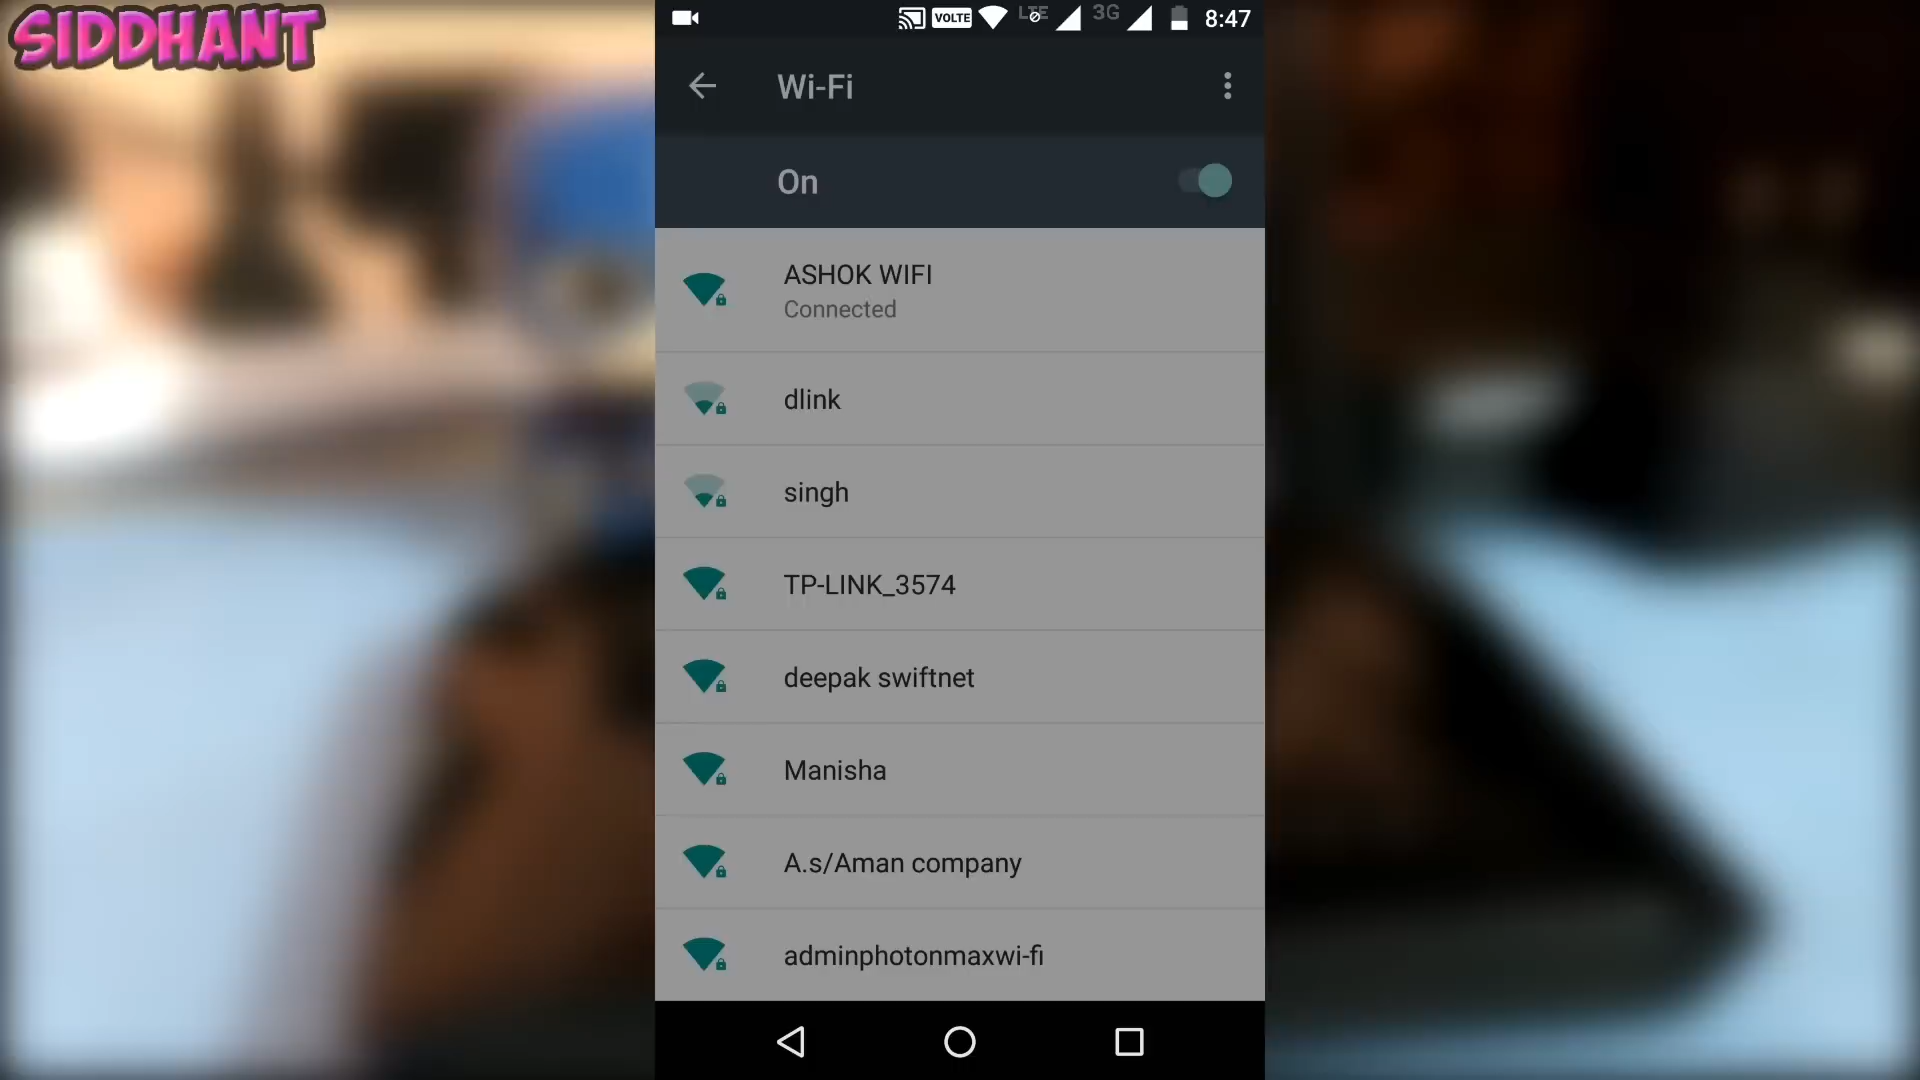 SIDDHANT
VOLTE LTE 3G 8:47
Wi-Fi
On
ASHOK WIFI
Connected
dlink
singh
TP-LINK_3574
deepak swiftnet
Manisha
A.s/Aman company
adminphotonmaxwi-fi